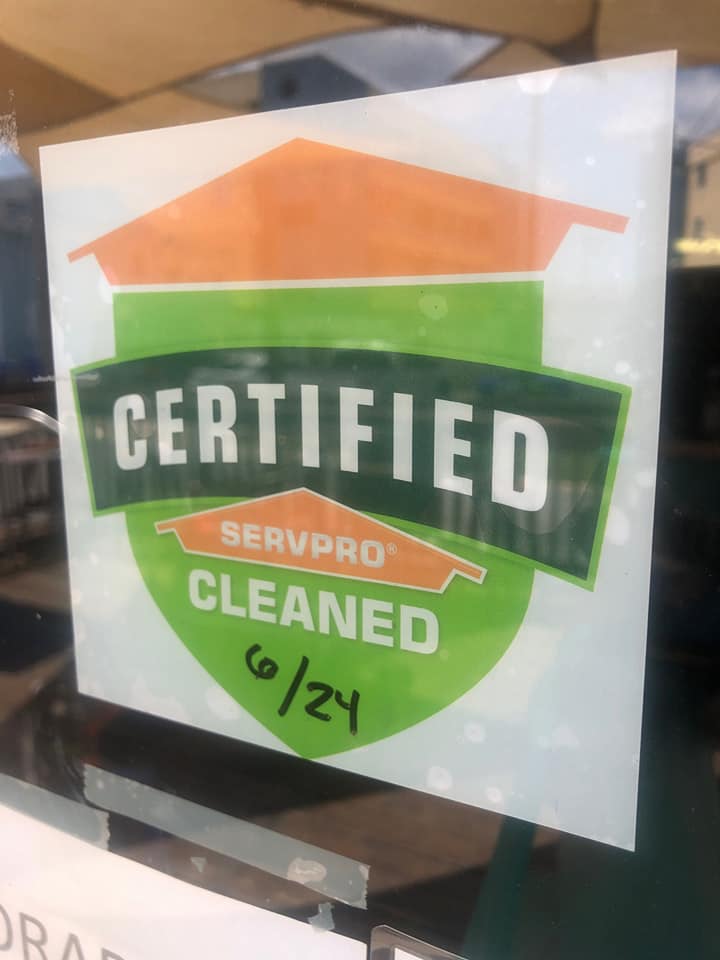 CERTIFIED
SERVPRO®
CLEANED
6/24